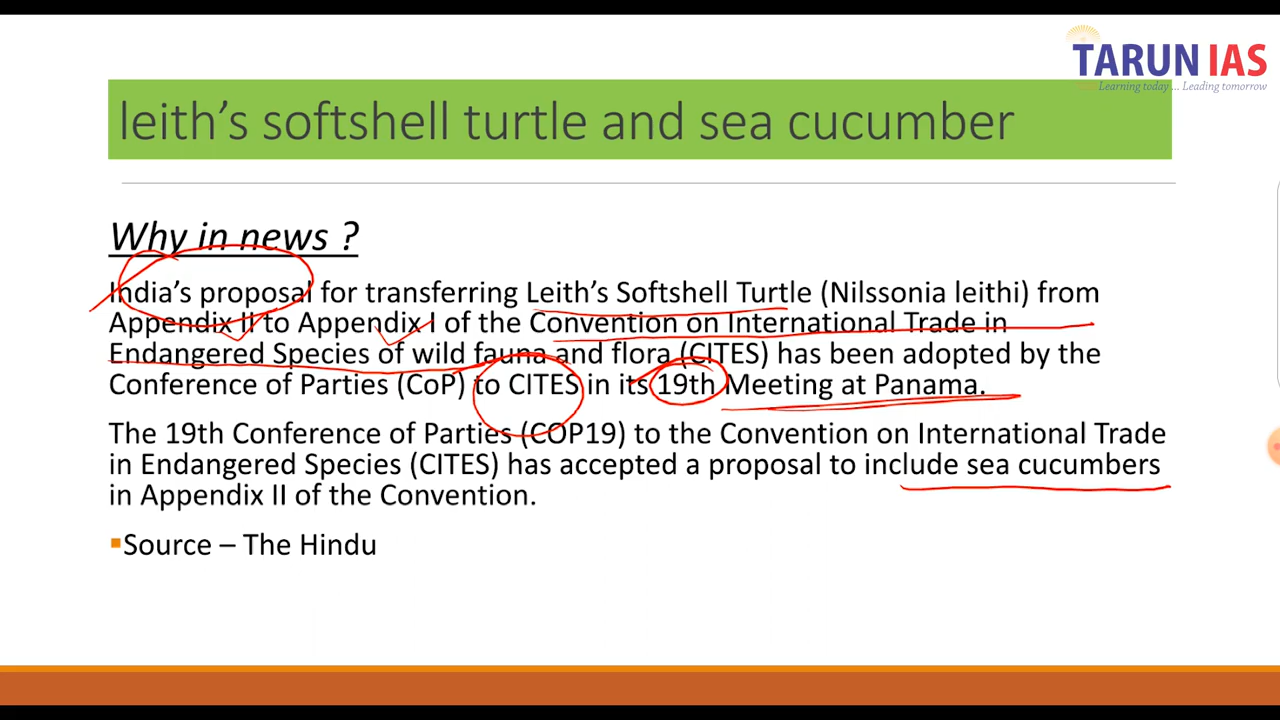 TARUN IAS
Learning today ... Leading tomorrow
leith's softshell turtle and sea cucumber
Why in news ?
India's proposal for transferring Leith's Softshell Turtle (Nilssonia leithi) from
Appendix II to Appendix I of the Convention on International Trade in
Endangered Species of wild fauna and flora (CITES) has been adopted by the
Conference of Parties (CoP) to CITES in its 19th Meeting at Panama.
The 19th Conference of Parties (COP19) to the Convention on International Trade
in Endangered Species (CITES) has accepted a proposal to include sea cucumbers
in Appendix II of the Convention.
Source – The Hindu